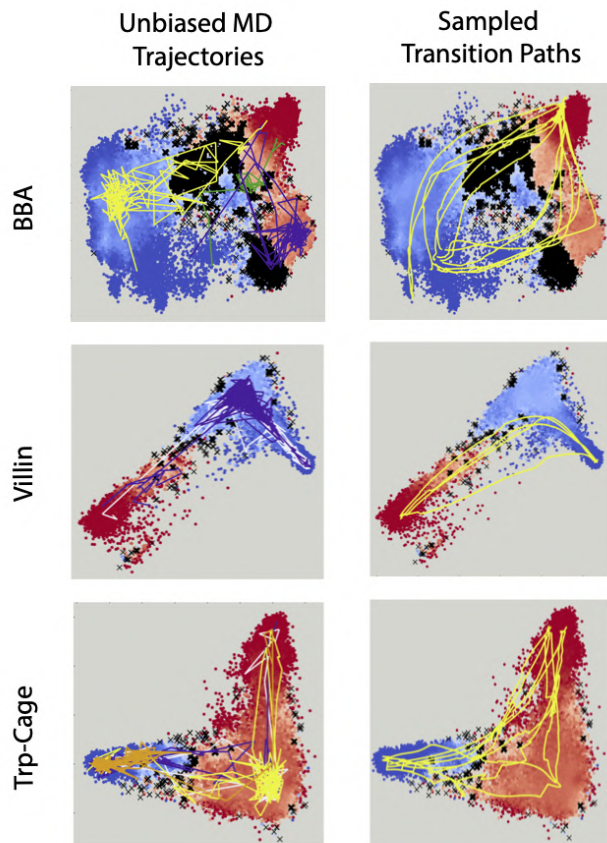 Unbiased MD
Trajectories
Sampled
Transition Paths
BBA
Villin
Trp-Cage